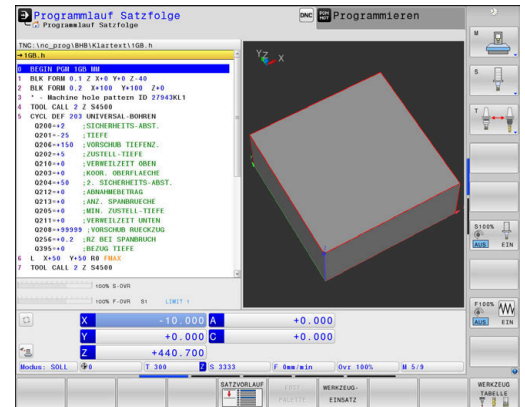 Programmlauf Satzfolge
Programmlauf Satzfolge
DNC
Programmieren
TNC:\nc_prog\BHB\Klartext\1GB.h
→1GB.h
0 BEGIN PGM 1GB MM
1 BLK FORM 0.1 Z X+0 Y+0 Z-40
2 BLK FORM 0.2 X+100 Y+100 Z+0
3 * - Machine hole pattern ID 27943KL1
4 TOOL CALL 2 Z S4500
5 CYCL DEF 203 UNIVERSAL-BOHREN
Q200=+2 ;SICHERHEITS-ABST.
Q201=-25 ;TIEFE
Q206=+150 ;VORSCHUB TIEFENZ.
Q202=+5 ;ZUSTELL-TIEFE
Q210=+0 ;VERWEILZEIT OBEN
Q203=+0 ;KOOR. OBERFLAECHE
Q204=+50 ;2. SICHERHEITS-ABST.
Q212=+0 ;ABNAHMEBETRAG
Q213=+0 ;ANZ. SPANBRUECHE
Q205=+0 ;MIN. ZUSTELL-TIEFE
Q211=+0 ;VERWEILZEIT UNTEN
Q208=+99999 ;VORSCHUB RUECKZUG
Q256=+0.2 ;RZ BEI SPANBRUCH
Q395=+0 ;BEZUG TIEFE
6 L X+50 Y+50 R0 FMAX
7 TOOL CALL 2 Z S4500
Y Z X
M
S
T
S100%
AUS EIN
F100%
AUS EIN
100% S-OVR
100% F-OVR S1 LIMIT 1
X -10.000 A +0.000
Y +0.000 C +0.000
Z +440.700
Modus: SOLL 0 T 300 Z S 3333 F 0mm/min Ovr 100% M 5/9
SATZVORLAUF
COST
PALETTE
WERKZEUG-
EINSATZ
WERKZEUG
TABELLE